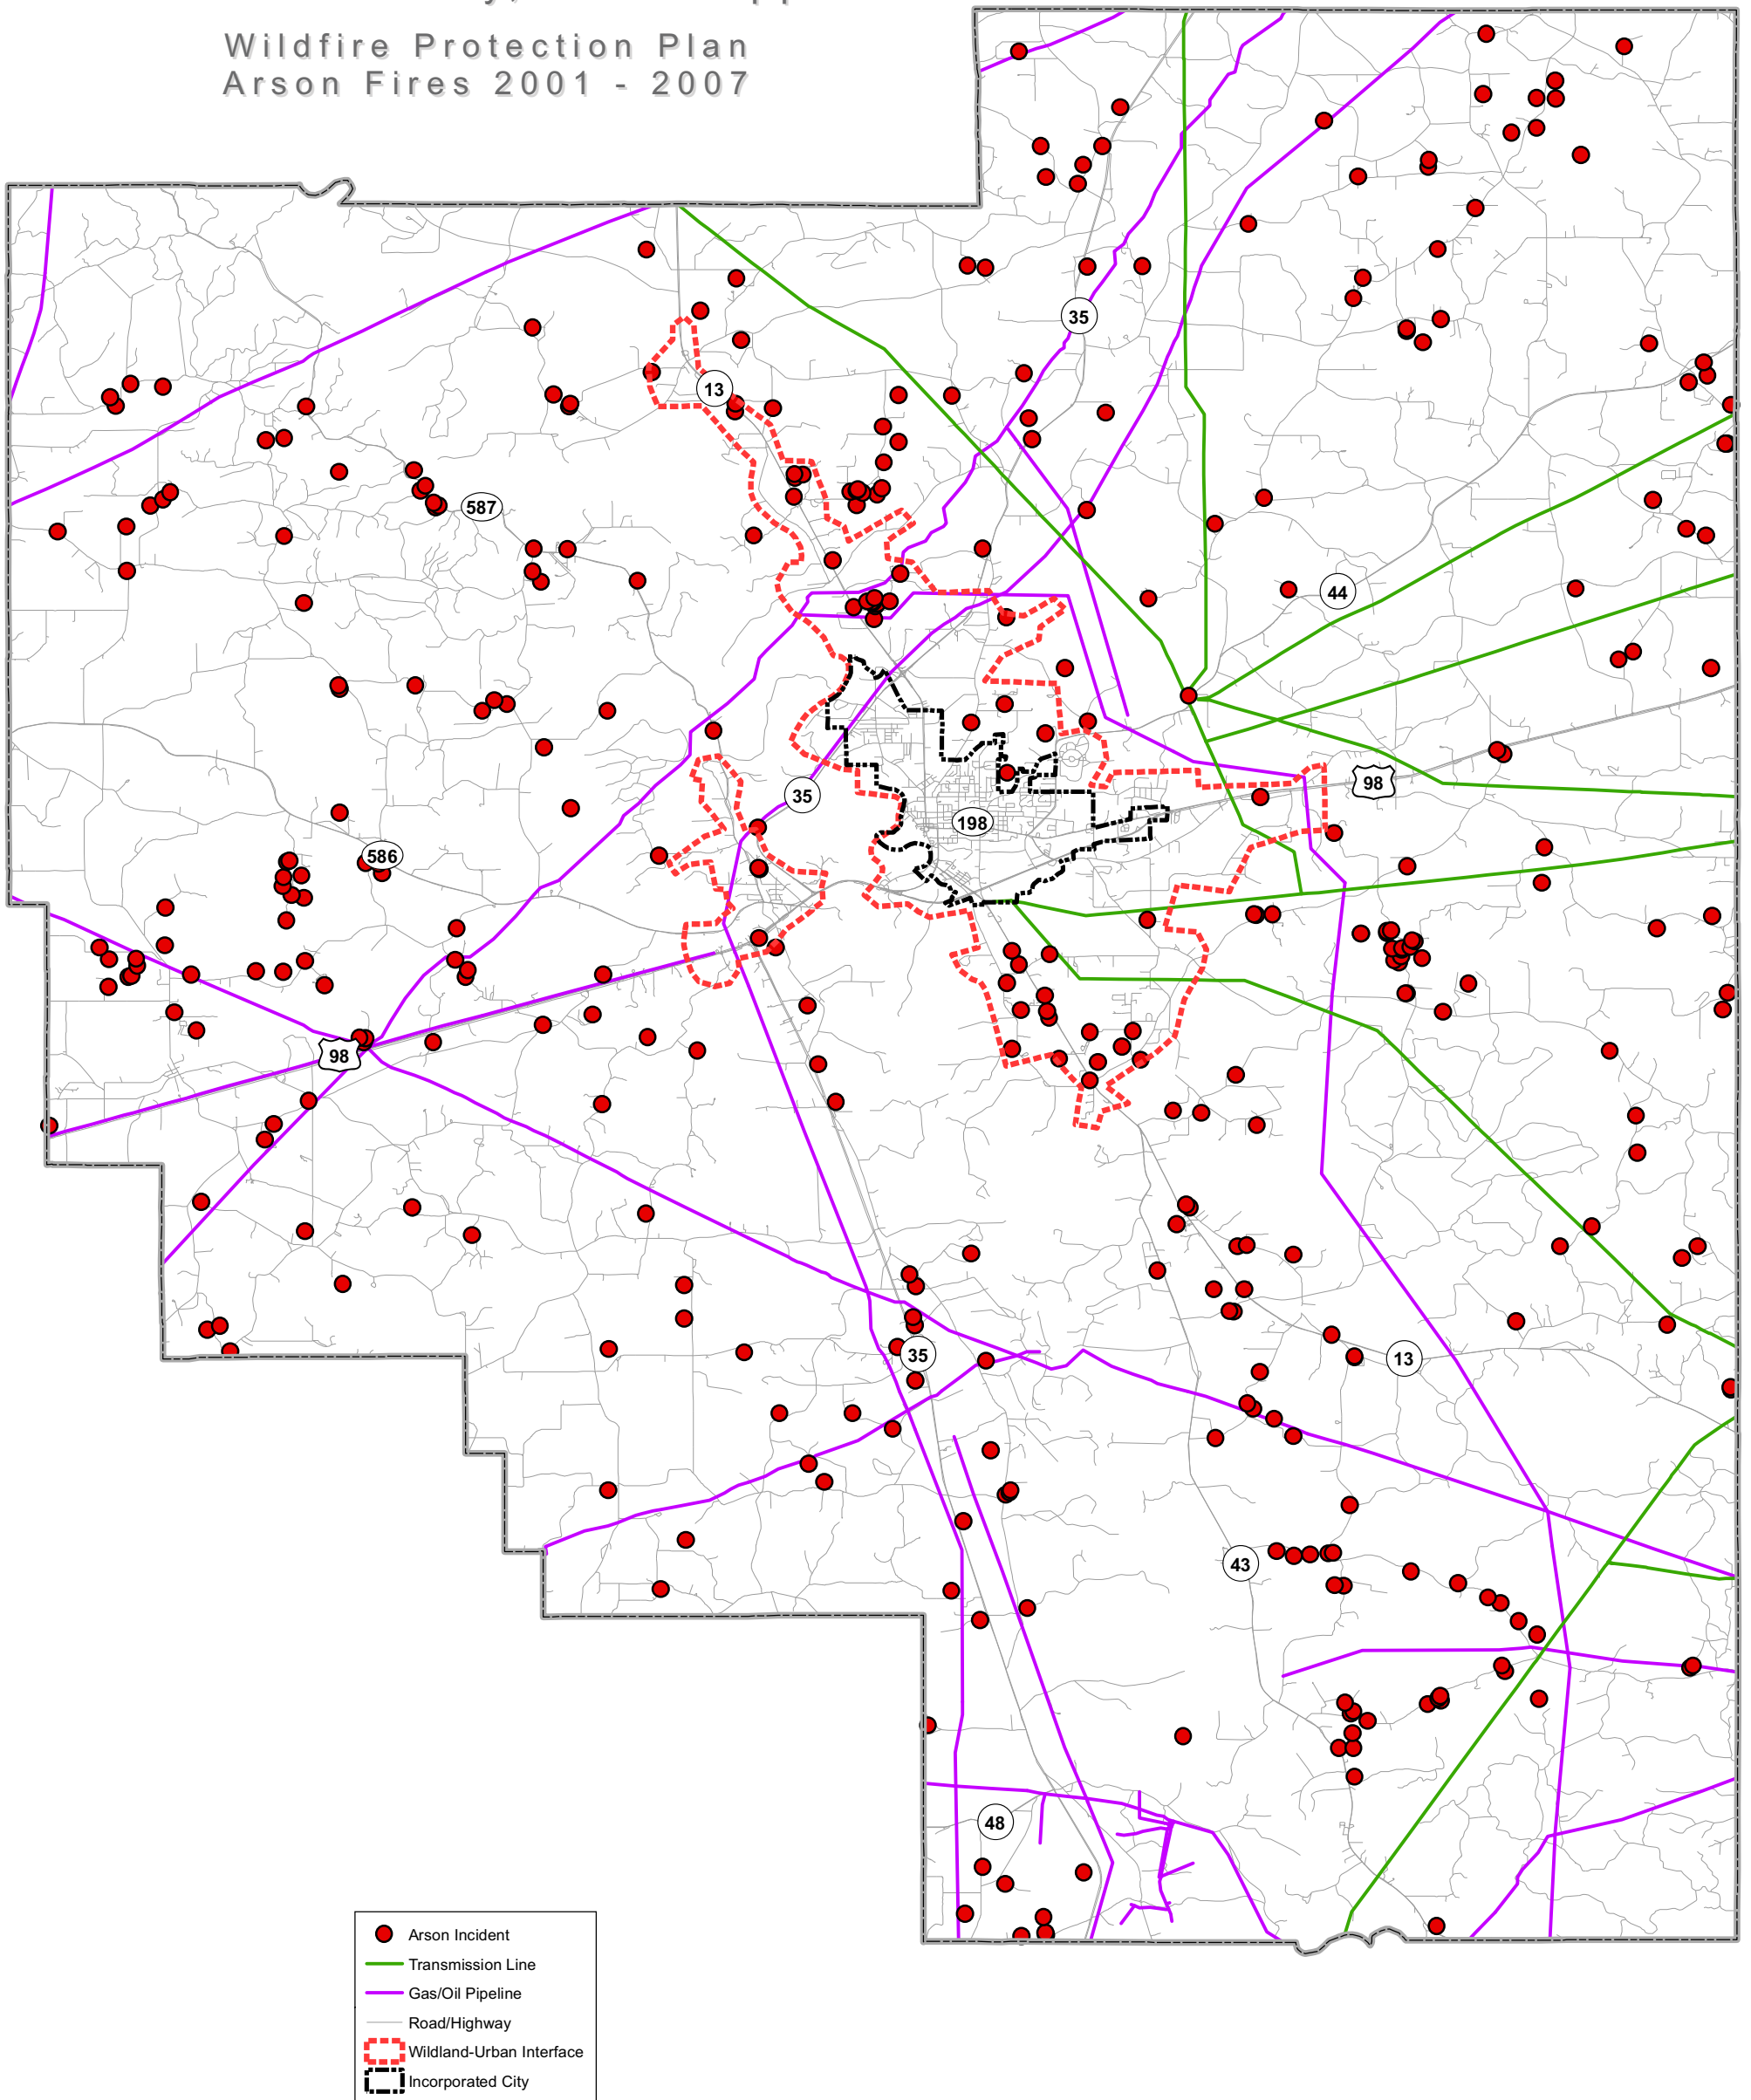 Wildfire Protection Plan
Arson Fires 2001 - 2007
35
13
587
44
98
35
198
586
98
35
13
43
48
Arson Incident
Transmission Line
Gas/Oil Pipeline
Road/Highway
Wildland-Urban Interface
Incorporated City